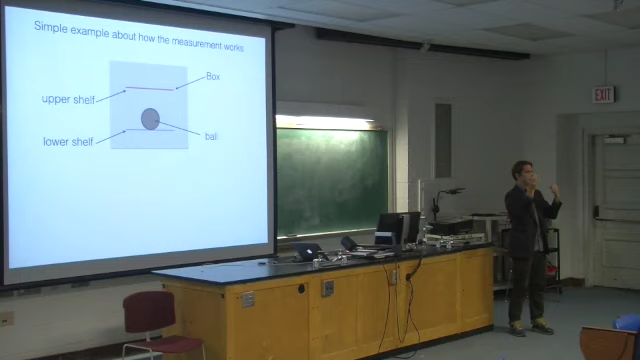 Simple example about how the measurement works
Box
upper shelf
lower shelf
ball
EXIT